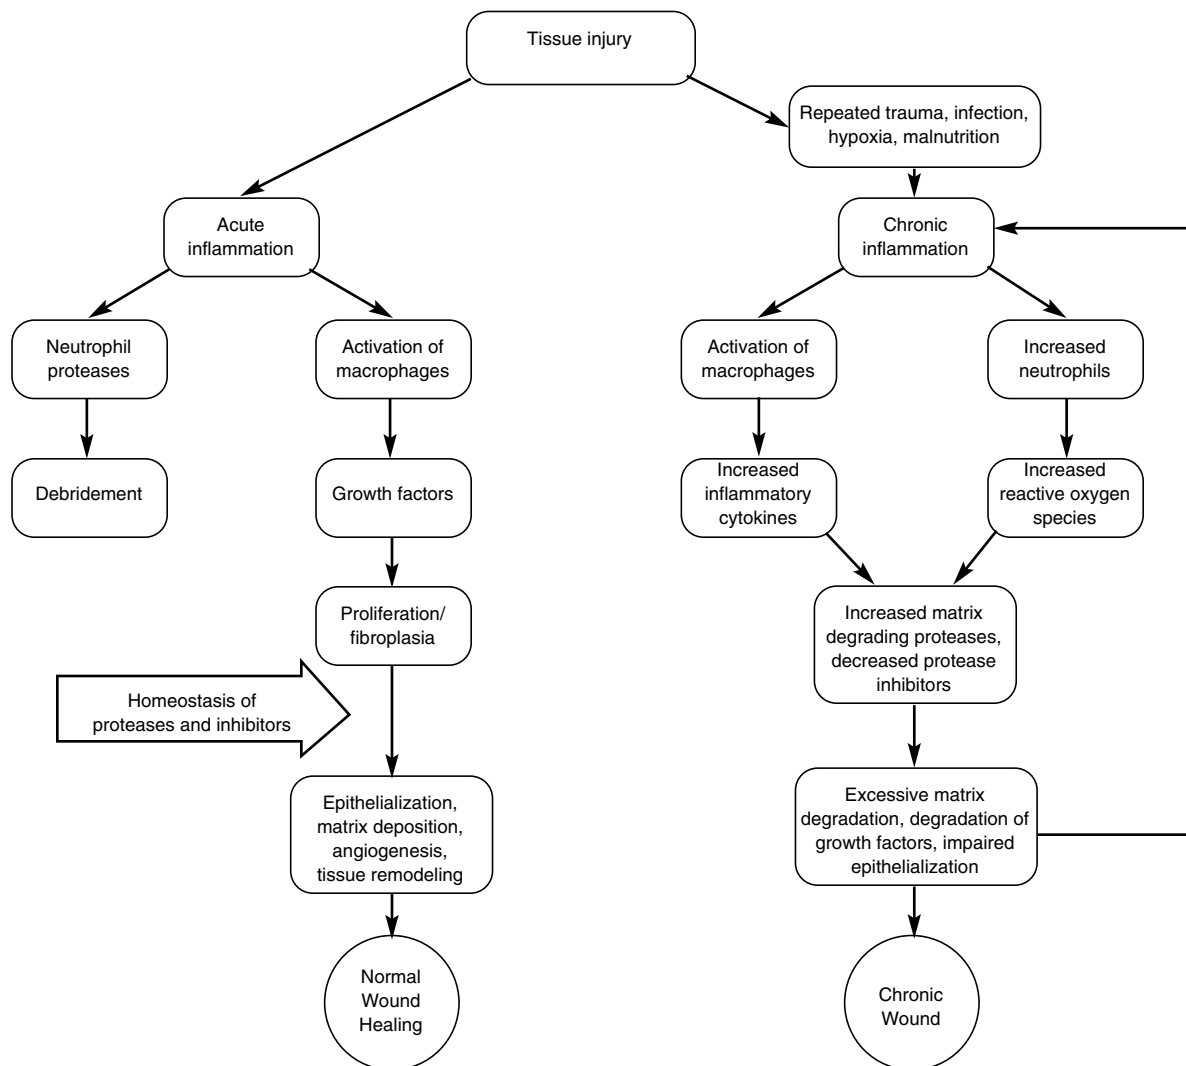 Tissue injury
Repeated trauma, infection,
hypoxia, malnutrition
Acute
inflammation
Chronic
inflammation
Neutrophil
proteases
Activation of
macrophages
Activation of
macrophages
Increased
neutrophils
Debridement
Growth factors
Increased
inflammatory
cytokines
Increased
reactive oxygen
species
Proliferation/
fibroplasia
Increased matrix
degrading proteases,
decreased protease
inhibitors
Homeostasis of
proteases and inhibitors
Epithelialization,
matrix deposition,
angiogenesis,
tissue remodeling
Excessive matrix
degradation, degradation of
growth factors, impaired
epithelialization
Normal
Wound
Healing
Chronic
Wound